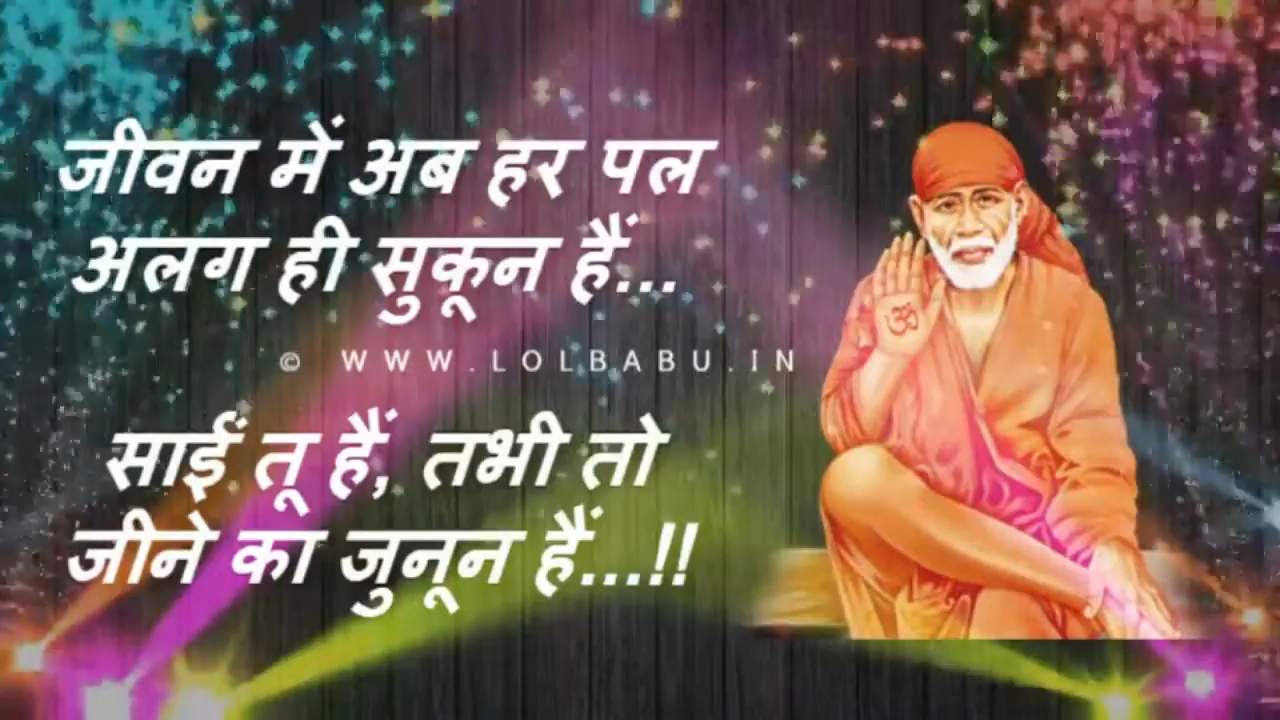 जीवन में अब हर पल
अलग ही सुकून हैं...
© WWW.LOLBABU.IN
साईं तू हैं, तभी तो
जीने का जुनून हैं...!!
ॐ